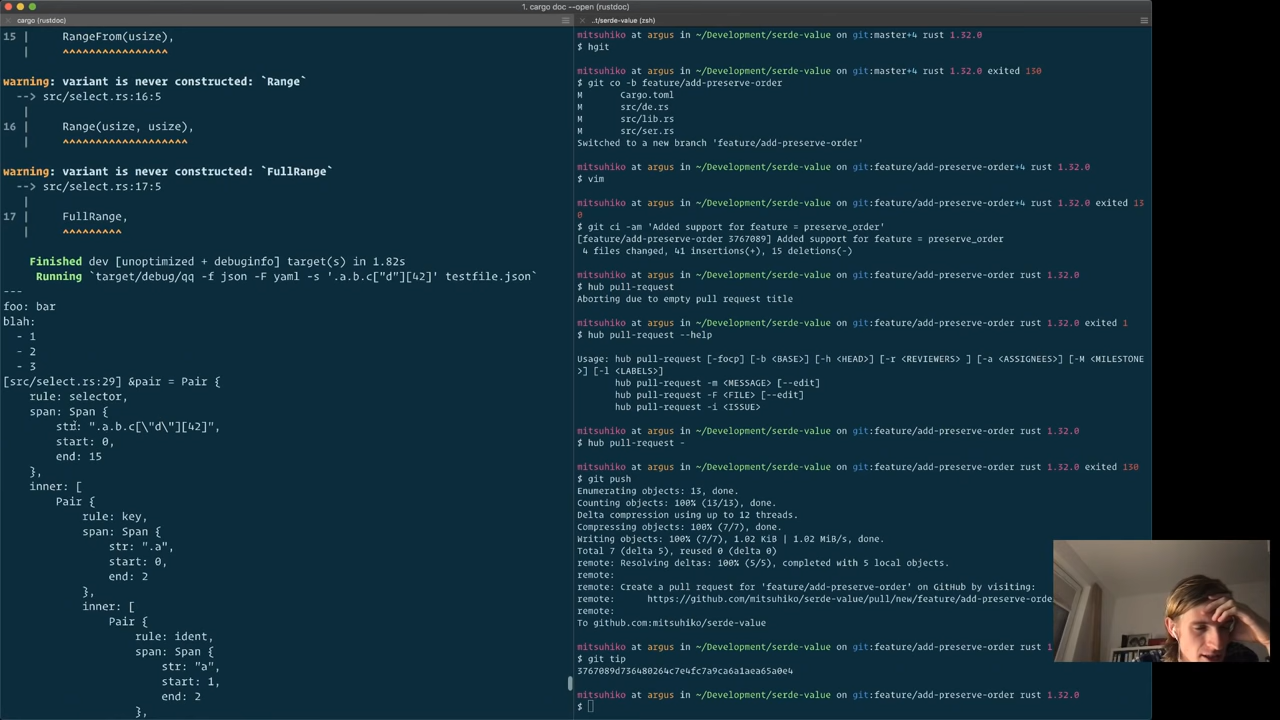 1. cargo doc --open (rustdoc)
cargo (rustdoc)
15 |     RangeFrom(usize),
   |     ^^^^^^^^^^^^^^^^
warning: variant is never constructed: `Range`
  --> src/select.rs:16:5
   |
16 |     Range(usize, usize),
   |     ^^^^^^^^^^^^^^^^^^^
warning: variant is never constructed: `FullRange`
  --> src/select.rs:17:5
   |
17 |     FullRange,
   |     ^^^^^^^^^
    Finished dev [unoptimized + debuginfo] target(s) in 1.82s
     Running `target/debug/qq -f json -F yaml -s '.a.b.c["d"][42]' testfile.json`
---
foo: bar
blah:
  - 1
  - 2
  - 3
[src/select.rs:29] &pair = Pair {
    rule: selector,
    span: Span {
        str: ".a.b.c[\"d\"][42]",
        start: 0,
        end: 15
    },
    inner: [
        Pair {
            rule: key,
            span: Span {
                str: ".a",
                start: 0,
                end: 2
            },
            inner: [
                Pair {
                    rule: ident,
                    span: Span {
                        str: "a",
                        start: 1,
                        end: 2
                    },
..t/serde-value (zsh)
mitsuhiko at argus in ~/Development/serde-value on git:master+4 rust 1.32.0
$ hgit
mitsuhiko at argus in ~/Development/serde-value on git:master+4 rust 1.32.0 exited 130
$ git co -b feature/add-preserve-order
M       Cargo.toml
M       src/de.rs
M       src/lib.rs
M       src/ser.rs
Switched to a new branch 'feature/add-preserve-order'
mitsuhiko at argus in ~/Development/serde-value on git:feature/add-preserve-order+4 rust 1.32.0
$ vim
mitsuhiko at argus in ~/Development/serde-value on git:feature/add-preserve-order+4 rust 1.32.0 exited 13
0
$ git ci -am 'Added support for feature = preserve_order'
[feature/add-preserve-order 3767089] Added support for feature = preserve_order
 4 files changed, 41 insertions(+), 15 deletions(-)
mitsuhiko at argus in ~/Development/serde-value on git:feature/add-preserve-order rust 1.32.0
$ hub pull-request
Aborting due to empty pull request title
mitsuhiko at argus in ~/Development/serde-value on git:feature/add-preserve-order rust 1.32.0 exited 1
$ hub pull-request --help
Usage: hub pull-request [-focp] [-b <BASE>] [-h <HEAD>] [-r <REVIEWERS> ] [-a <ASSIGNEES>] [-M <MILESTONE
>] [-l <LABELS>]
       hub pull-request -m <MESSAGE> [--edit]
       hub pull-request -F <FILE> [--edit]
       hub pull-request -i <ISSUE>
mitsuhiko at argus in ~/Development/serde-value on git:feature/add-preserve-order rust 1.32.0
$ hub pull-request -
mitsuhiko at argus in ~/Development/serde-value on git:feature/add-preserve-order rust 1.32.0 exited 130
$ git push
Enumerating objects: 13, done.
Counting objects: 100% (13/13), done.
Delta compression using up to 12 threads.
Compressing objects: 100% (7/7), done.
Writing objects: 100% (7/7), 1.02 KiB | 1.02 MiB/s, done.
Total 7 (delta 5), reused 0 (delta 0)
remote: Resolving deltas: 100% (5/5), completed with 5 local objects.
remote:
remote: Create a pull request for 'feature/add-preserve-order' on GitHub by visiting:
remote:      https://github.com/mitsuhiko/serde-value/pull/new/feature/add-preserve-orde
remote:
To github.com:mitsuhiko/serde-value
mitsuhiko at argus in ~/Development/serde-value on git:feature/add-preserve-order rust 1
$ git tip
3767089d736480264c7e4fc7a9ca6a1aea65a0e4
mitsuhiko at argus in ~/Development/serde-value on git:feature/add-preserve-order rust 1.32.0
$